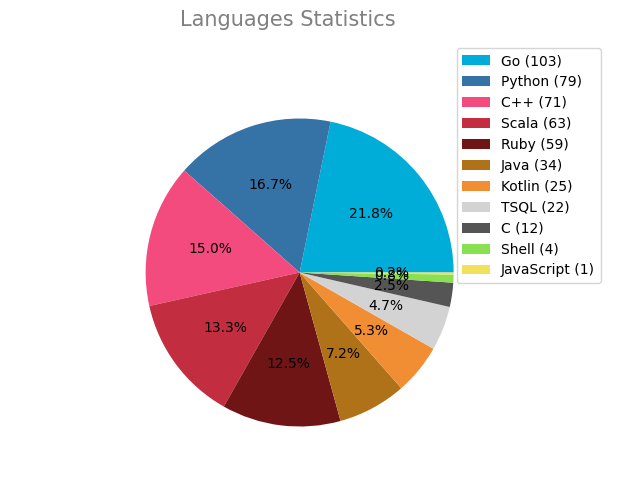 Languages Statistics
Go (103)
Python (79)
C++ (71)
Scala (63)
Ruby (59)
Java (34)
Kotlin (25)
TSQL (22)
C (12)
Shell (4)
JavaScript (1)
16.7%
21.8%
15.0%
0.2%
2.5%
4.7%
13.3%
5.3%
7.2%
12.5%